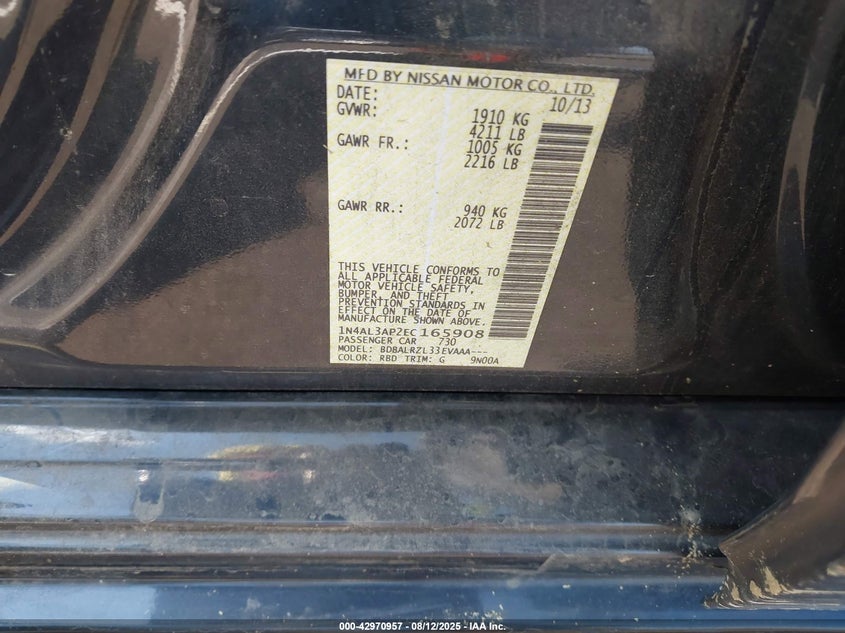 MFD BY NISSAN MOTOR CO., LTD.
DATE: 10/13
GVWR: 1910 KG
4211 LB
GAWR FR.: 1005 KG
2216 LB
GAWR RR.: 940 KG
2072 LB
THIS VEHICLE CONFORMS TO
ALL APPLICABLE FEDERAL
MOTOR VEHICLE SAFETY,
BUMPER, AND THEFT
PREVENTION STANDARDS IN
EFFECT ON THE DATE OF
MANUFACTURE SHOWN ABOVE.
1N4AL3AP2EC165908
PASSENGER CAR 730
MODEL: BDBALRZL33EVAAA---
COLOR: RBD TRIM: G 9N00A
000-42970957 - 08/12/2025 - IAA Inc.